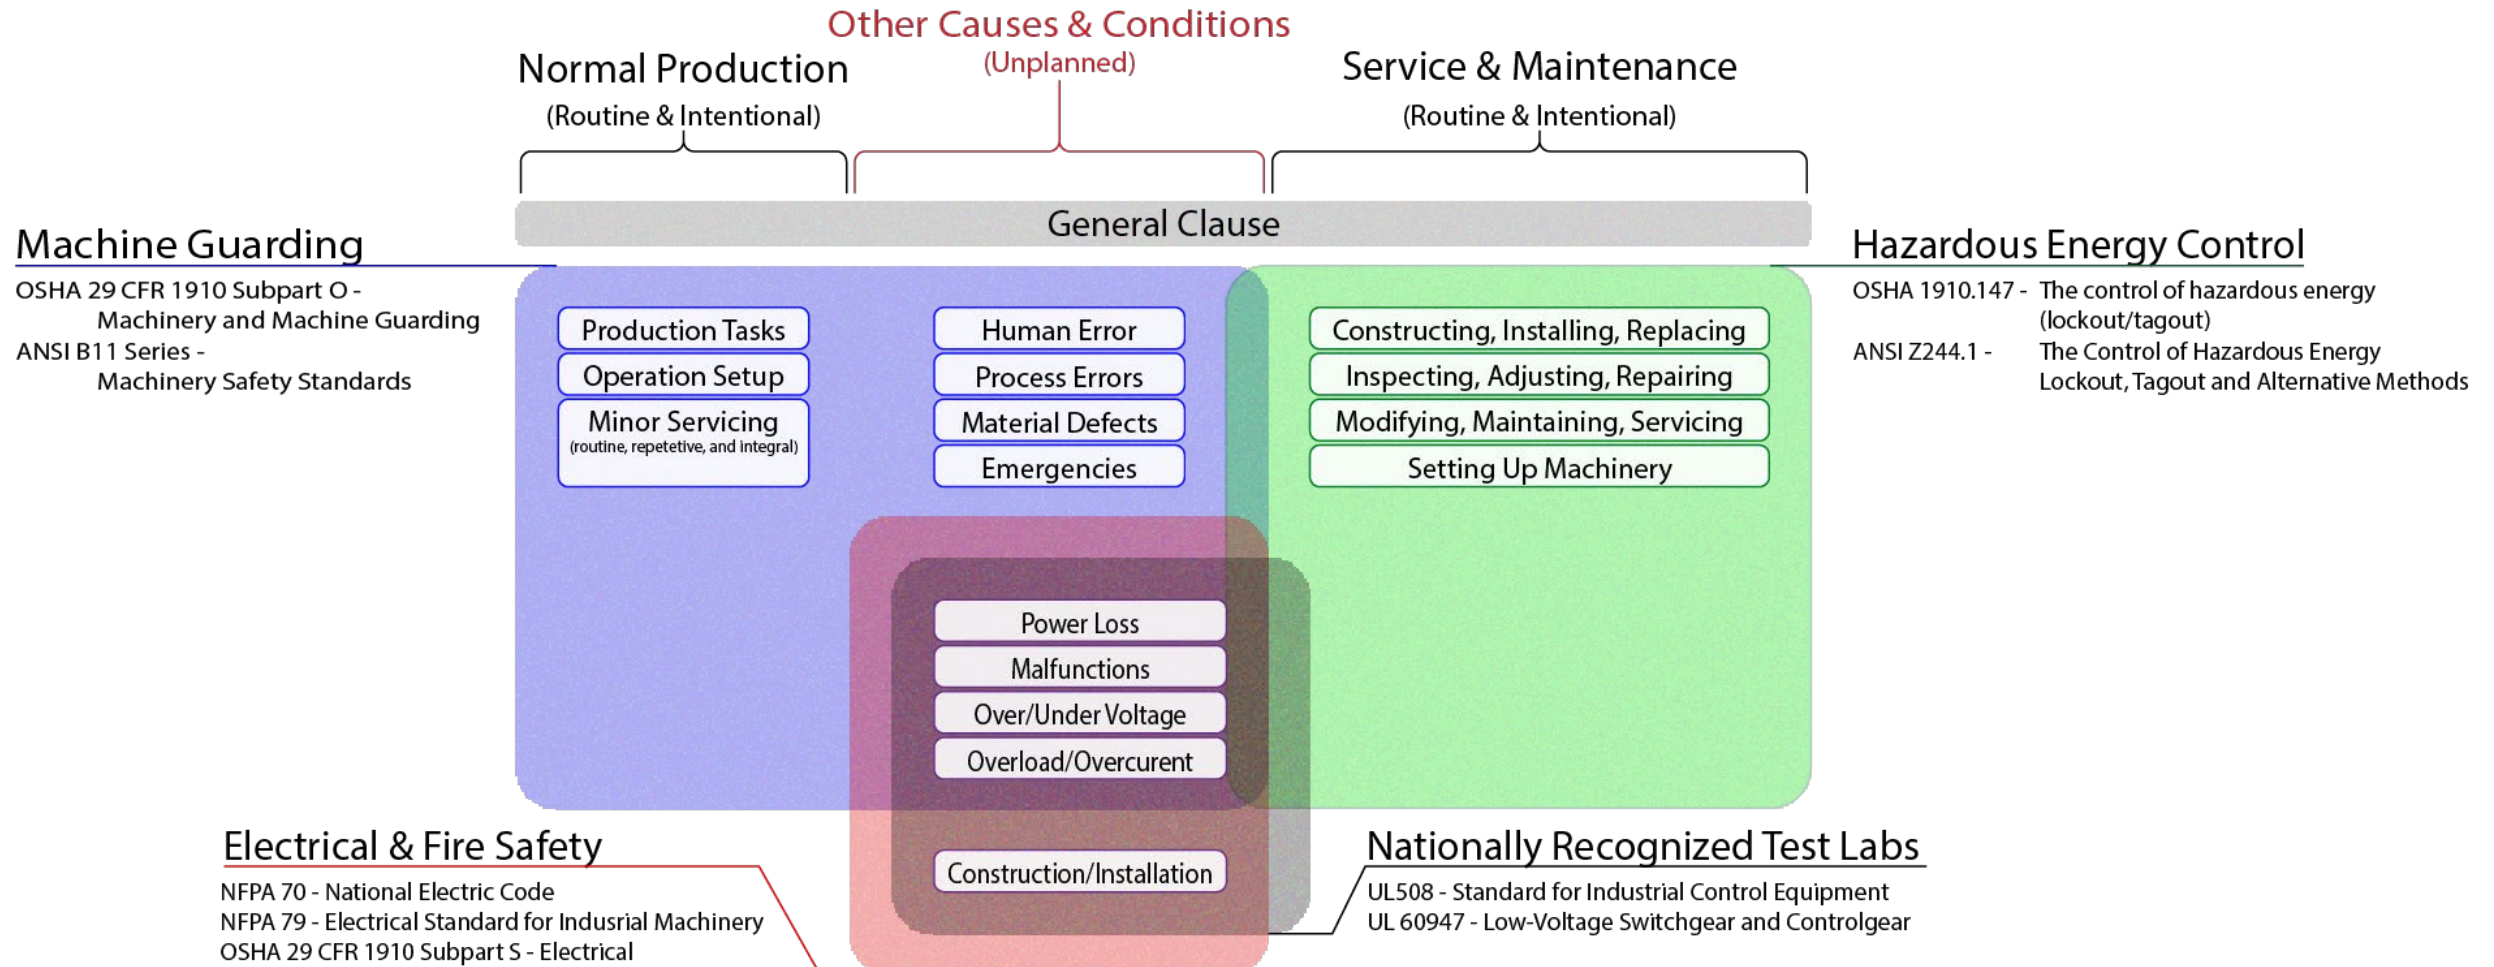 Other Causes & Conditions
(Unplanned)
Normal Production
(Routine & Intentional)
Service & Maintenance
(Routine & Intentional)
General Clause
Machine Guarding
OSHA 29 CFR 1910 Subpart O -
Machinery and Machine Guarding
ANSI B11 Series -
Machinery Safety Standards
Production Tasks
Operation Setup
Minor Servicing
(routine, repetetive, and integral)
Human Error
Process Errors
Material Defects
Emergencies
Constructing, Installing, Replacing
Inspecting, Adjusting, Repairing
Modifying, Maintaining, Servicing
Setting Up Machinery
Hazardous Energy Control
OSHA 1910.147 - The control of hazardous energy
(lockout/tagout)
ANSI Z244.1 - The Control of Hazardous Energy
Lockout, Tagout and Alternative Methods
Power Loss
Malfunctions
Over/Under Voltage
Overload/Overcurent
Construction/Installation
Electrical & Fire Safety
NFPA 70 - National Electric Code
NFPA 79 - Electrical Standard for Indusrial Machinery
OSHA 29 CFR 1910 Subpart S - Electrical
Nationally Recognized Test Labs
UL508 - Standard for Industrial Control Equipment
UL 60947 - Low-Voltage Switchgear and Controlgear